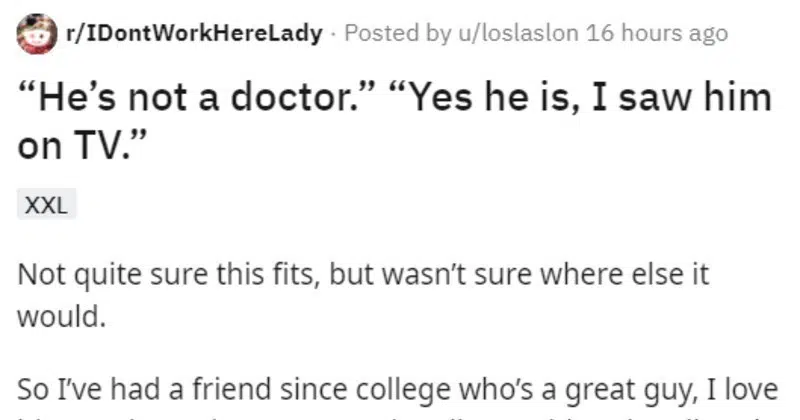 r/IDontWorkHereLady · Posted by u/loslaslon 16 hours ago
“He’s not a doctor.” “Yes he is, I saw him
on TV.”
XXL
Not quite sure this fits, but wasn’t sure where else it
would.
So I’ve had a friend since college who’s a great guy, I love